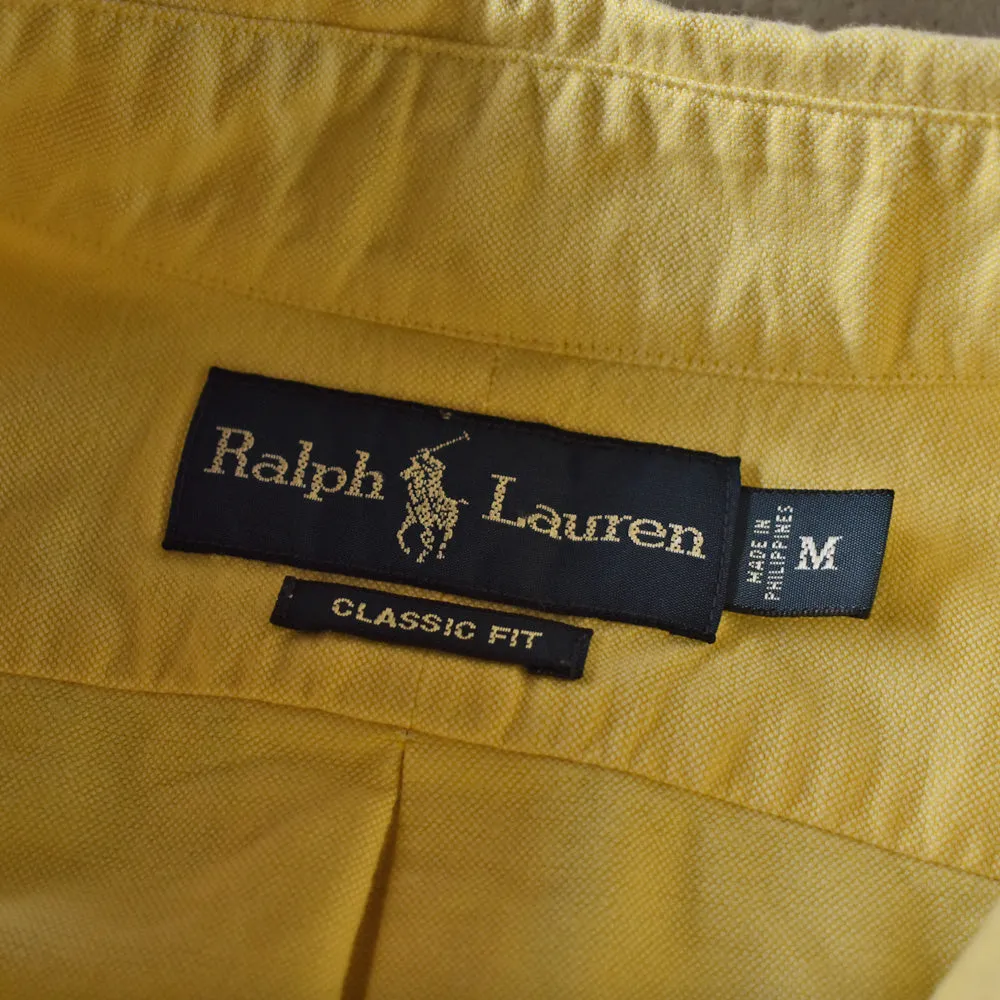 Ralph Lauren
MADE IN
PHILIPPINES
M
CLASSIC FIT